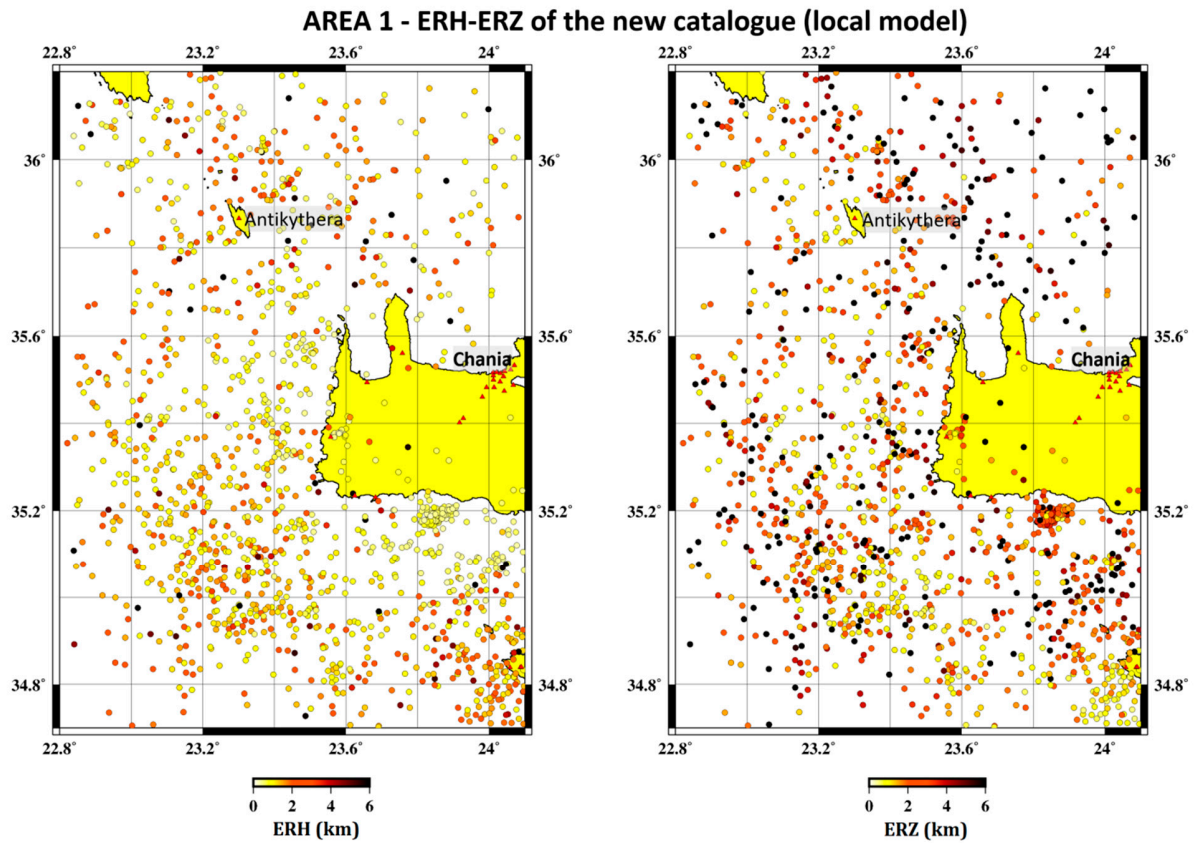 AREA 1 - ERH-ERZ of the new catalogue (local model)
22.8° 23.2° 23.6° 24° 22.8° 23.2° 23.6° 24°
36° 36° 36° 36°
Antikythera Antikythera
35.6° 35.6° 35.6° 35.6°
Chania Chania
35.2° 35.2° 35.2° 35.2°
34.8° 34.8° 34.8° 34.8°
22.8° 23.2° 23.6° 24° 22.8° 23.2° 23.6° 24°
0 2 4 6 0 2 4 6
ERH (km) ERZ (km)